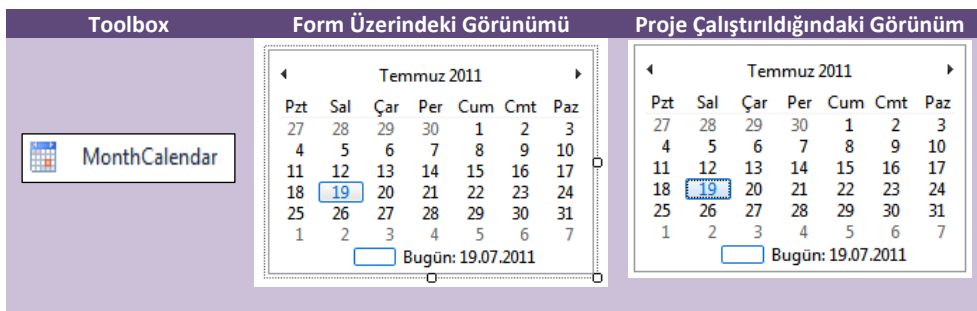 Toolbox
Form Üzerindeki Görünümü
Proje Çalıştırıldığındaki Görünüm
MonthCalendar
Temmuz 2011
Pzt Sal Çar Per Cum Cmt Paz
27 28 29 30 1 2 3
4 5 6 7 8 9 10
11 12 13 14 15 16 17
18 19 20 21 22 23 24
25 26 27 28 29 30 31
1 2 3 4 5 6 7
Bugün: 19.07.2011
Temmuz 2011
Pzt Sal Çar Per Cum Cmt Paz
27 28 29 30 1 2 3
4 5 6 7 8 9 10
11 12 13 14 15 16 17
18 19 20 21 22 23 24
25 26 27 28 29 30 31
1 2 3 4 5 6 7
Bugün: 19.07.2011